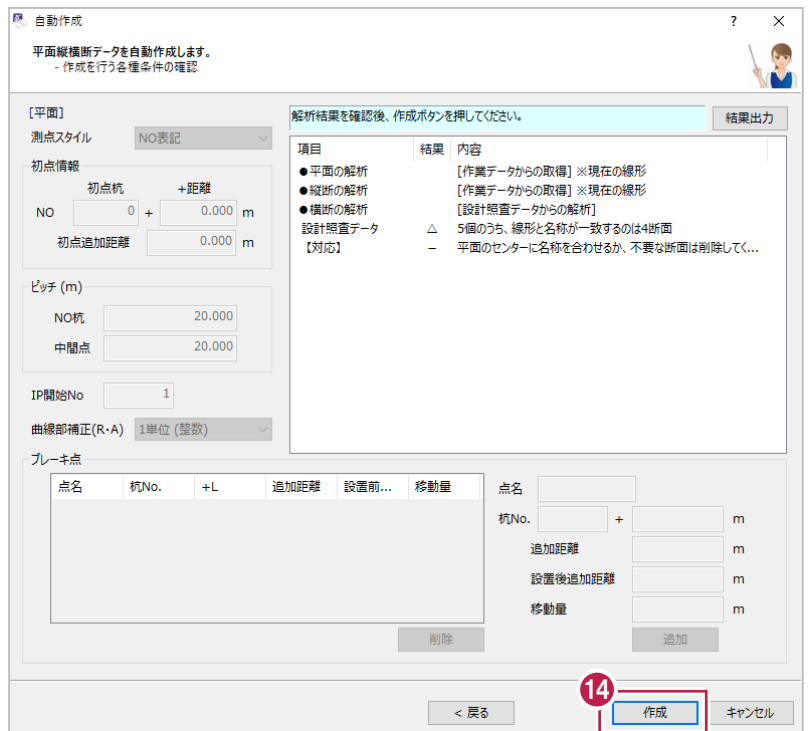 自動作成 ? ×
平面縦横断データを自動作成します。
- 作成を行う各種条件の確認
[平面]
測点スタイル NO表記
初点情報
初点杭 +距離
NO 0 + 0.000 m
初点追加距離 0.000 m
ピッチ (m)
NO杭 20.000
中間点 20.000
IP開始No 1
曲線部補正(R・A) 1単位 (整数)
解析結果を確認後、作成ボタンを押してください。 結果出力
項目 結果 内容
●平面の解析 [作業データからの取得] ※現在の線形
●縦断の解析 [作業データからの取得] ※現在の線形
●横断の解析 [設計照査データからの解析]
設計照査データ △ 5個のうち、線形と名称が一致するのは4断面
【対応】 − 平面のセンターに名称を合わせるか、不要な断面は削除してく...
ブレーキ点
点名 杭No. +L 追加距離 設置前... 移動量
削除
点名
杭No. + m
追加距離 m
設置後追加距離 m
移動量 m
追加
14
< 戻る 作成 キャンセル